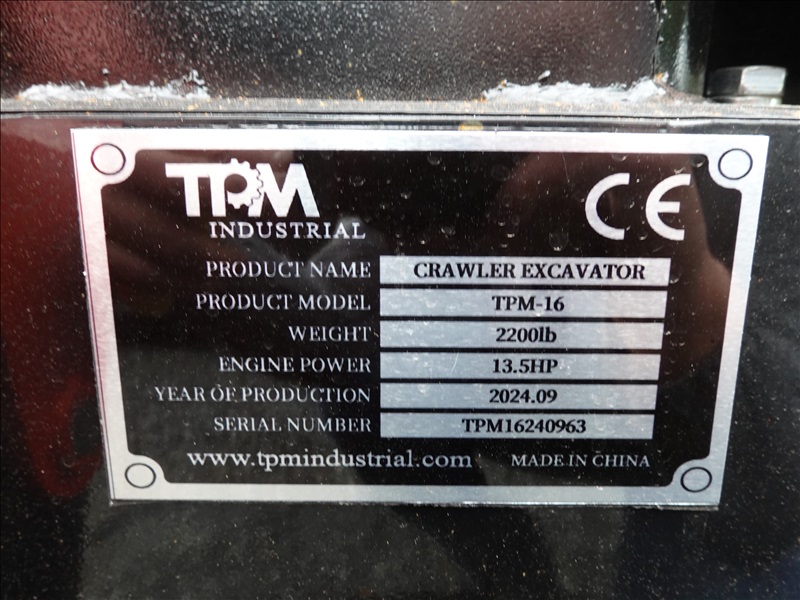 TPM
INDUSTRIAL
CE
PRODUCT NAME CRAWLER EXCAVATOR
PRODUCT MODEL TPM-16
WEIGHT 2200lb
ENGINE POWER 13.5HP
YEAR OF PRODUCTION 2024.09
SERIAL NUMBER TPM16240963
www.tpmindustrial.com MADE IN CHINA